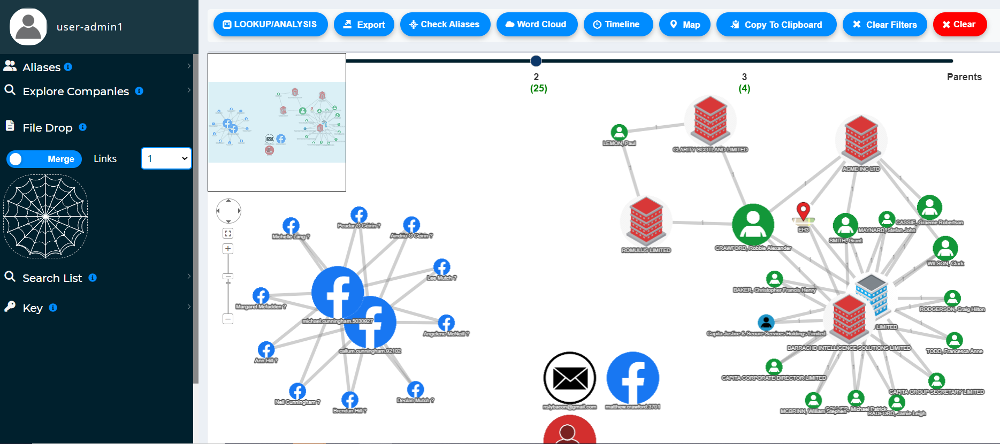 user-admin1
LOOKUP/ANALYSIS
Export
Check Aliases
Word Cloud
Timeline
Map
Copy To Clipboard
Clear Filters
Clear
Aliases
Explore Companies
File Drop
Merge
Links
1
Search List
Key
2
(25)
3
(4)
Parents
LEMON, Paul
CLARITY SCOTLAND LIMITED
ACME INC LTD
ROMULUS LIMITED
CRAWFORD, Robbie Alexander
EH3
SMITH, Grant
MAYNARD, Stefan John
CASSIE, Graeme Robertson
WILSON, Clark
BAKER, Christopher Francis Henry
RODGERSON, Craig Hilton
Capita Justice & Secure Services Holdings Limited
LIMITED
BARRACHD INTELLIGENCE SOLUTIONS LIMITED
TODD, Francesca Anne
CAPITA CORPORATE DIRECTOR LIMITED
CAPITA GROUP SECRETARY LIMITED
MCBRINN, William Stephen
Michael Patrick
RADFORD, Jamie Leigh
Michelle Lang ?
Peadar Ó Céirín ?
Aindriú Ó Céirín ?
Lee Mutch ?
Margaret Mcfadden ?
michael.cunningham.5030927
Angelene McNeill ?
callum.cunningham.92102
Ann Hill ?
Neil Cunningham ?
Brendan Hill ?
Declan Mutch ?
nslybacon@gmail.com
matthew.crawford.3701